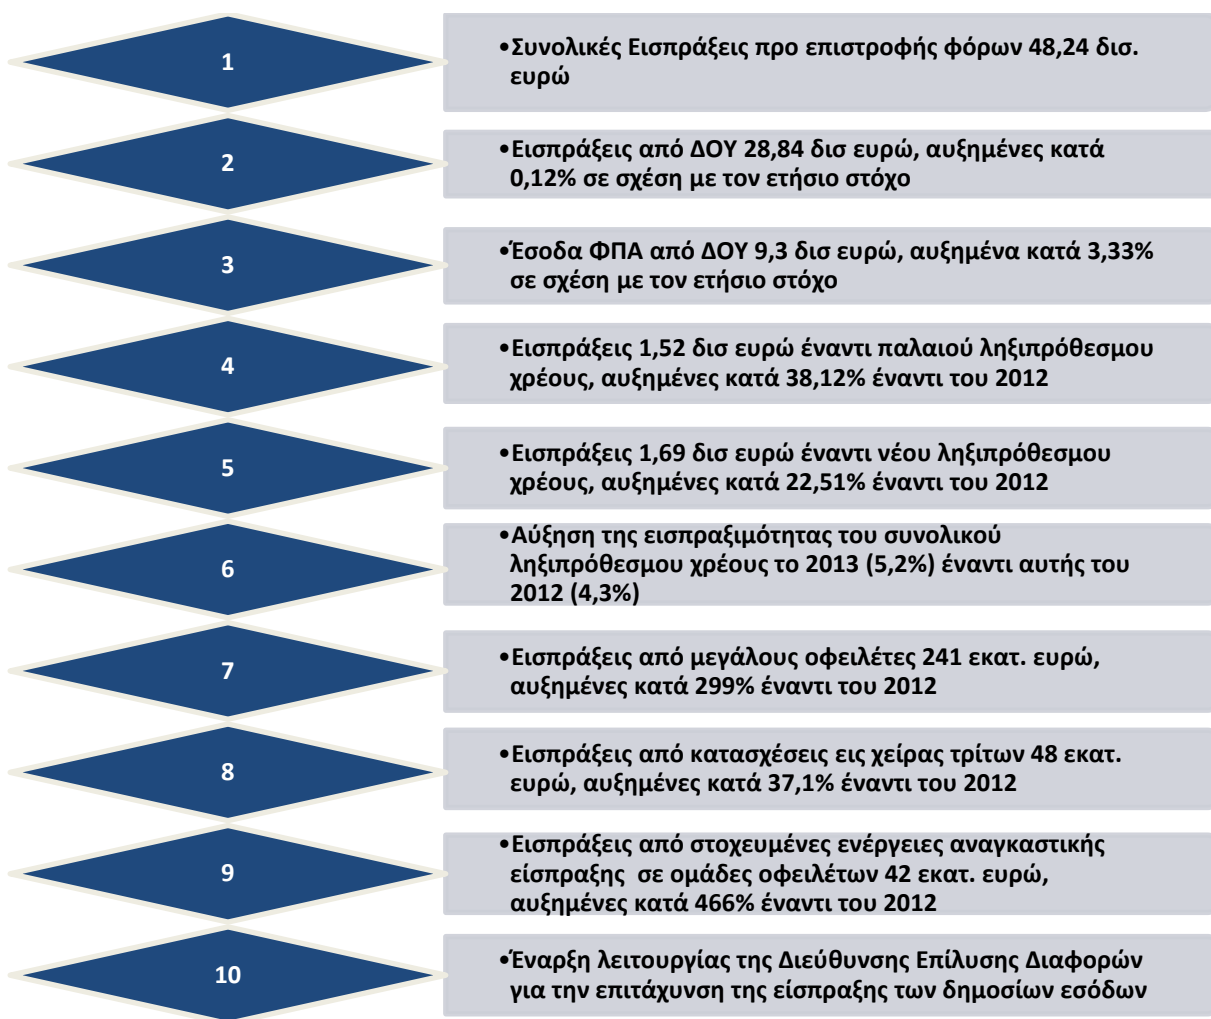 1
•Συνολικές Εισπράξεις προ επιστροφής φόρων 48,24 δισ.
ευρώ
2
•Εισπράξεις από ΔΟΥ 28,84 δισ ευρώ, αυξημένες κατά
0,12% σε σχέση με τον ετήσιο στόχο
3
•Έσοδα ΦΠΑ από ΔΟΥ 9,3 δισ ευρώ, αυξημένα κατά 3,33%
σε σχέση με τον ετήσιο στόχο
4
•Εισπράξεις 1,52 δισ ευρώ έναντι παλαιού ληξιπρόθεσμου
χρέους, αυξημένες κατά 38,12% έναντι του 2012
5
•Εισπράξεις 1,69 δισ ευρώ έναντι νέου ληξιπρόθεσμου
χρέους, αυξημένες κατά 22,51% έναντι του 2012
6
•Αύξηση της εισπραξιμότητας του συνολικού
ληξιπρόθεσμου χρέους το 2013 (5,2%) έναντι αυτής του
2012 (4,3%)
7
•Εισπράξεις από μεγάλους οφειλέτες 241 εκατ. ευρώ,
αυξημένες κατά 299% έναντι του 2012
8
•Εισπράξεις από κατασχέσεις εις χείρας τρίτων 48 εκατ.
ευρώ, αυξημένες κατά 37,1% έναντι του 2012
9
•Εισπράξεις από στοχευμένες ενέργειες αναγκαστικής
είσπραξης σε ομάδες οφειλέτων 42 εκατ. ευρώ,
αυξημένες κατά 466% έναντι του 2012
10
•Έναρξη λειτουργίας της Διεύθυνσης Επίλυσης Διαφορών
για την επιτάχυνση της είσπραξης των δημοσίων εσόδων